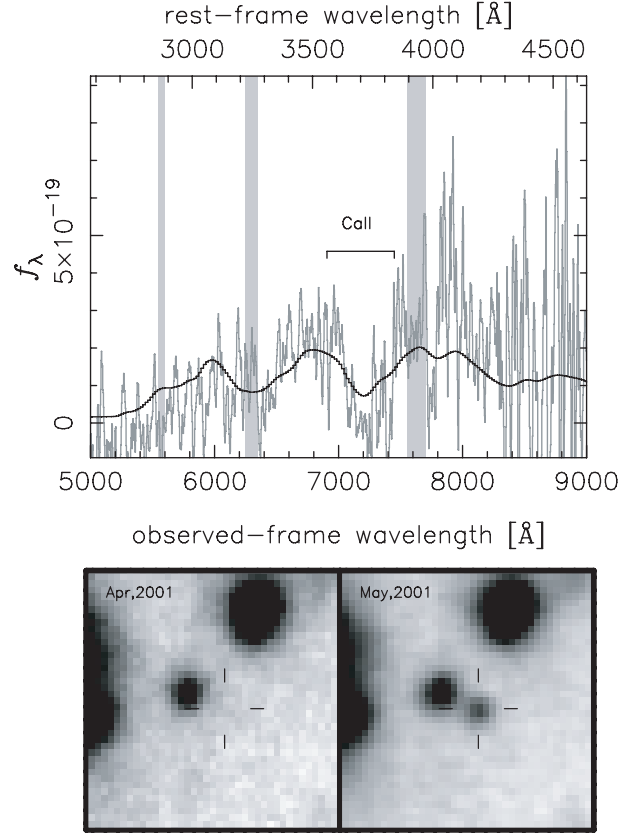 rest-frame wavelength [Å]
3000 3500 4000 4500
CaII
fλ
5×10⁻¹⁹
0
5000 6000 7000 8000 9000
observed-frame wavelength [Å]
Apr,2001 May,2001